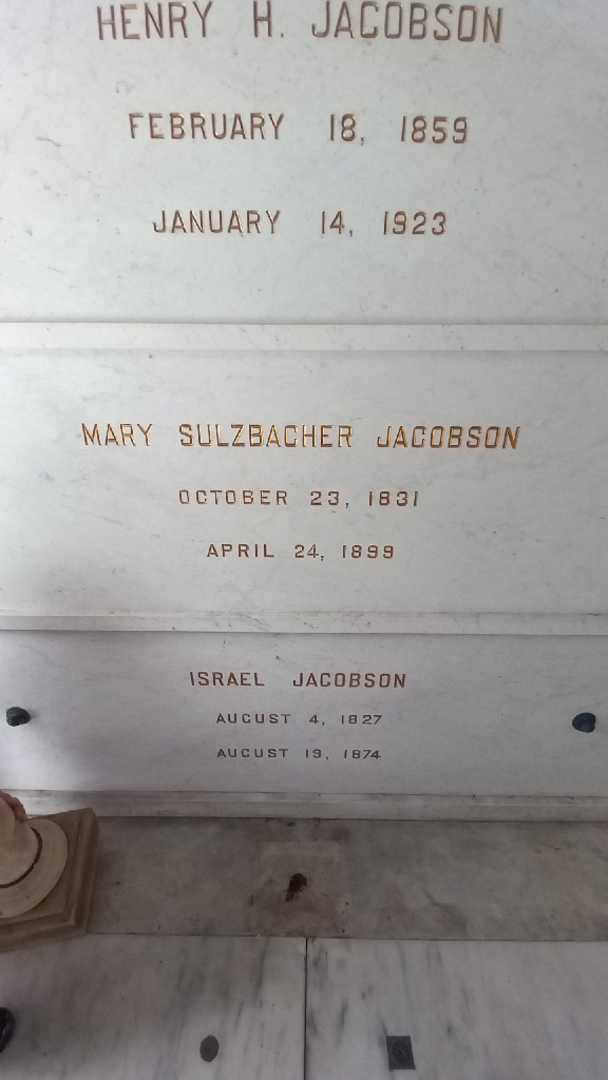 HENRY H. JACOBSON
FEBRUARY 18, 1859
JANUARY 14, 1923
MARY SULZBACHER JACOBSON
OCTOBER 23, 1831
APRIL 24, 1899
ISRAEL JACOBSON
AUGUST 4, 1827
AUGUST 19, 1874